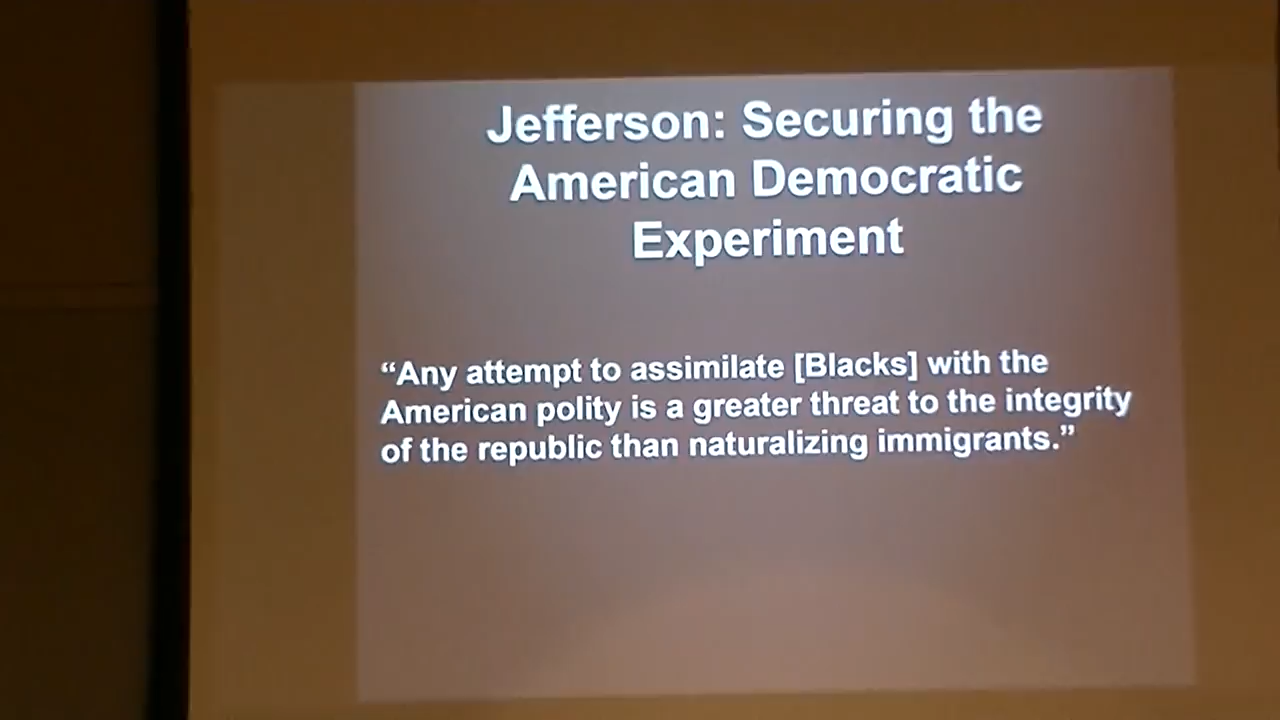 Jefferson: Securing the
American Democratic
Experiment
“Any attempt to assimilate [Blacks] with the
American polity is a greater threat to the integrity
of the republic than naturalizing immigrants.”